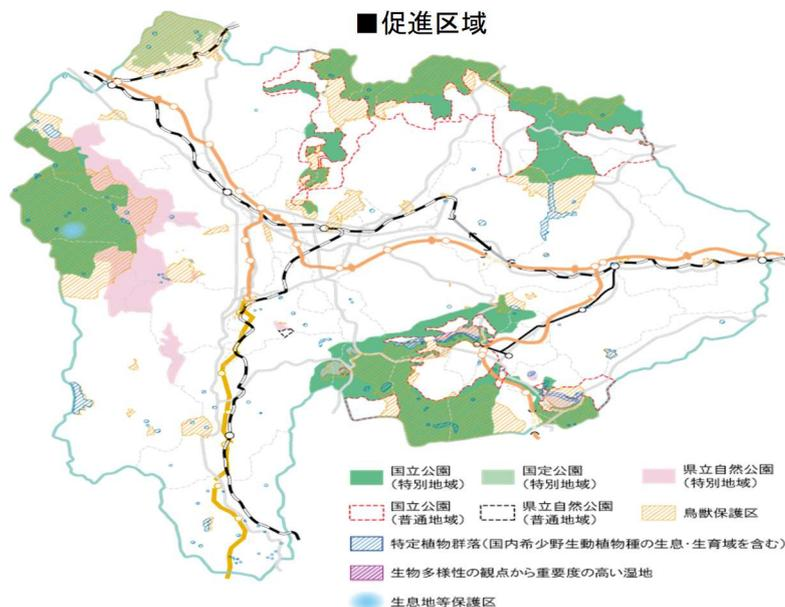 ■促進区域
国立公園
(特別地域)
国定公園
(特別地域)
県立自然公園
(特別地域)
国立公園
(普通地域)
県立自然公園
(普通地域)
鳥獣保護区
特定植物群落(国内希少野生動植物種の生息・生育域を含む)
生物多様性の観点から重要度の高い湿地
生息地等保護区